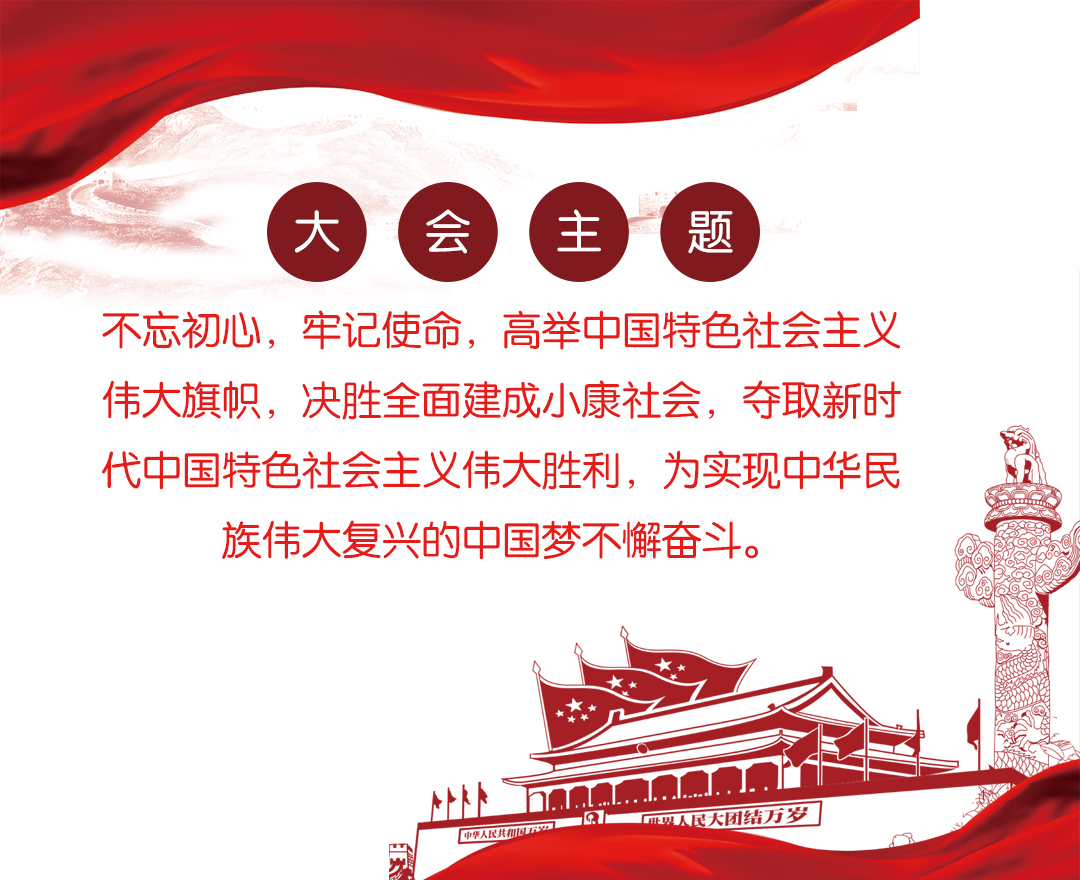 大会主题
不忘初心，牢记使命，高举中国特色社会主义
伟大旗帜，决胜全面建成小康社会，夺取新时
代中国特色社会主义伟大胜利，为实现中华民
族伟大复兴的中国梦不懈奋斗。
中华人民共和国万岁
世界人民大团结万岁